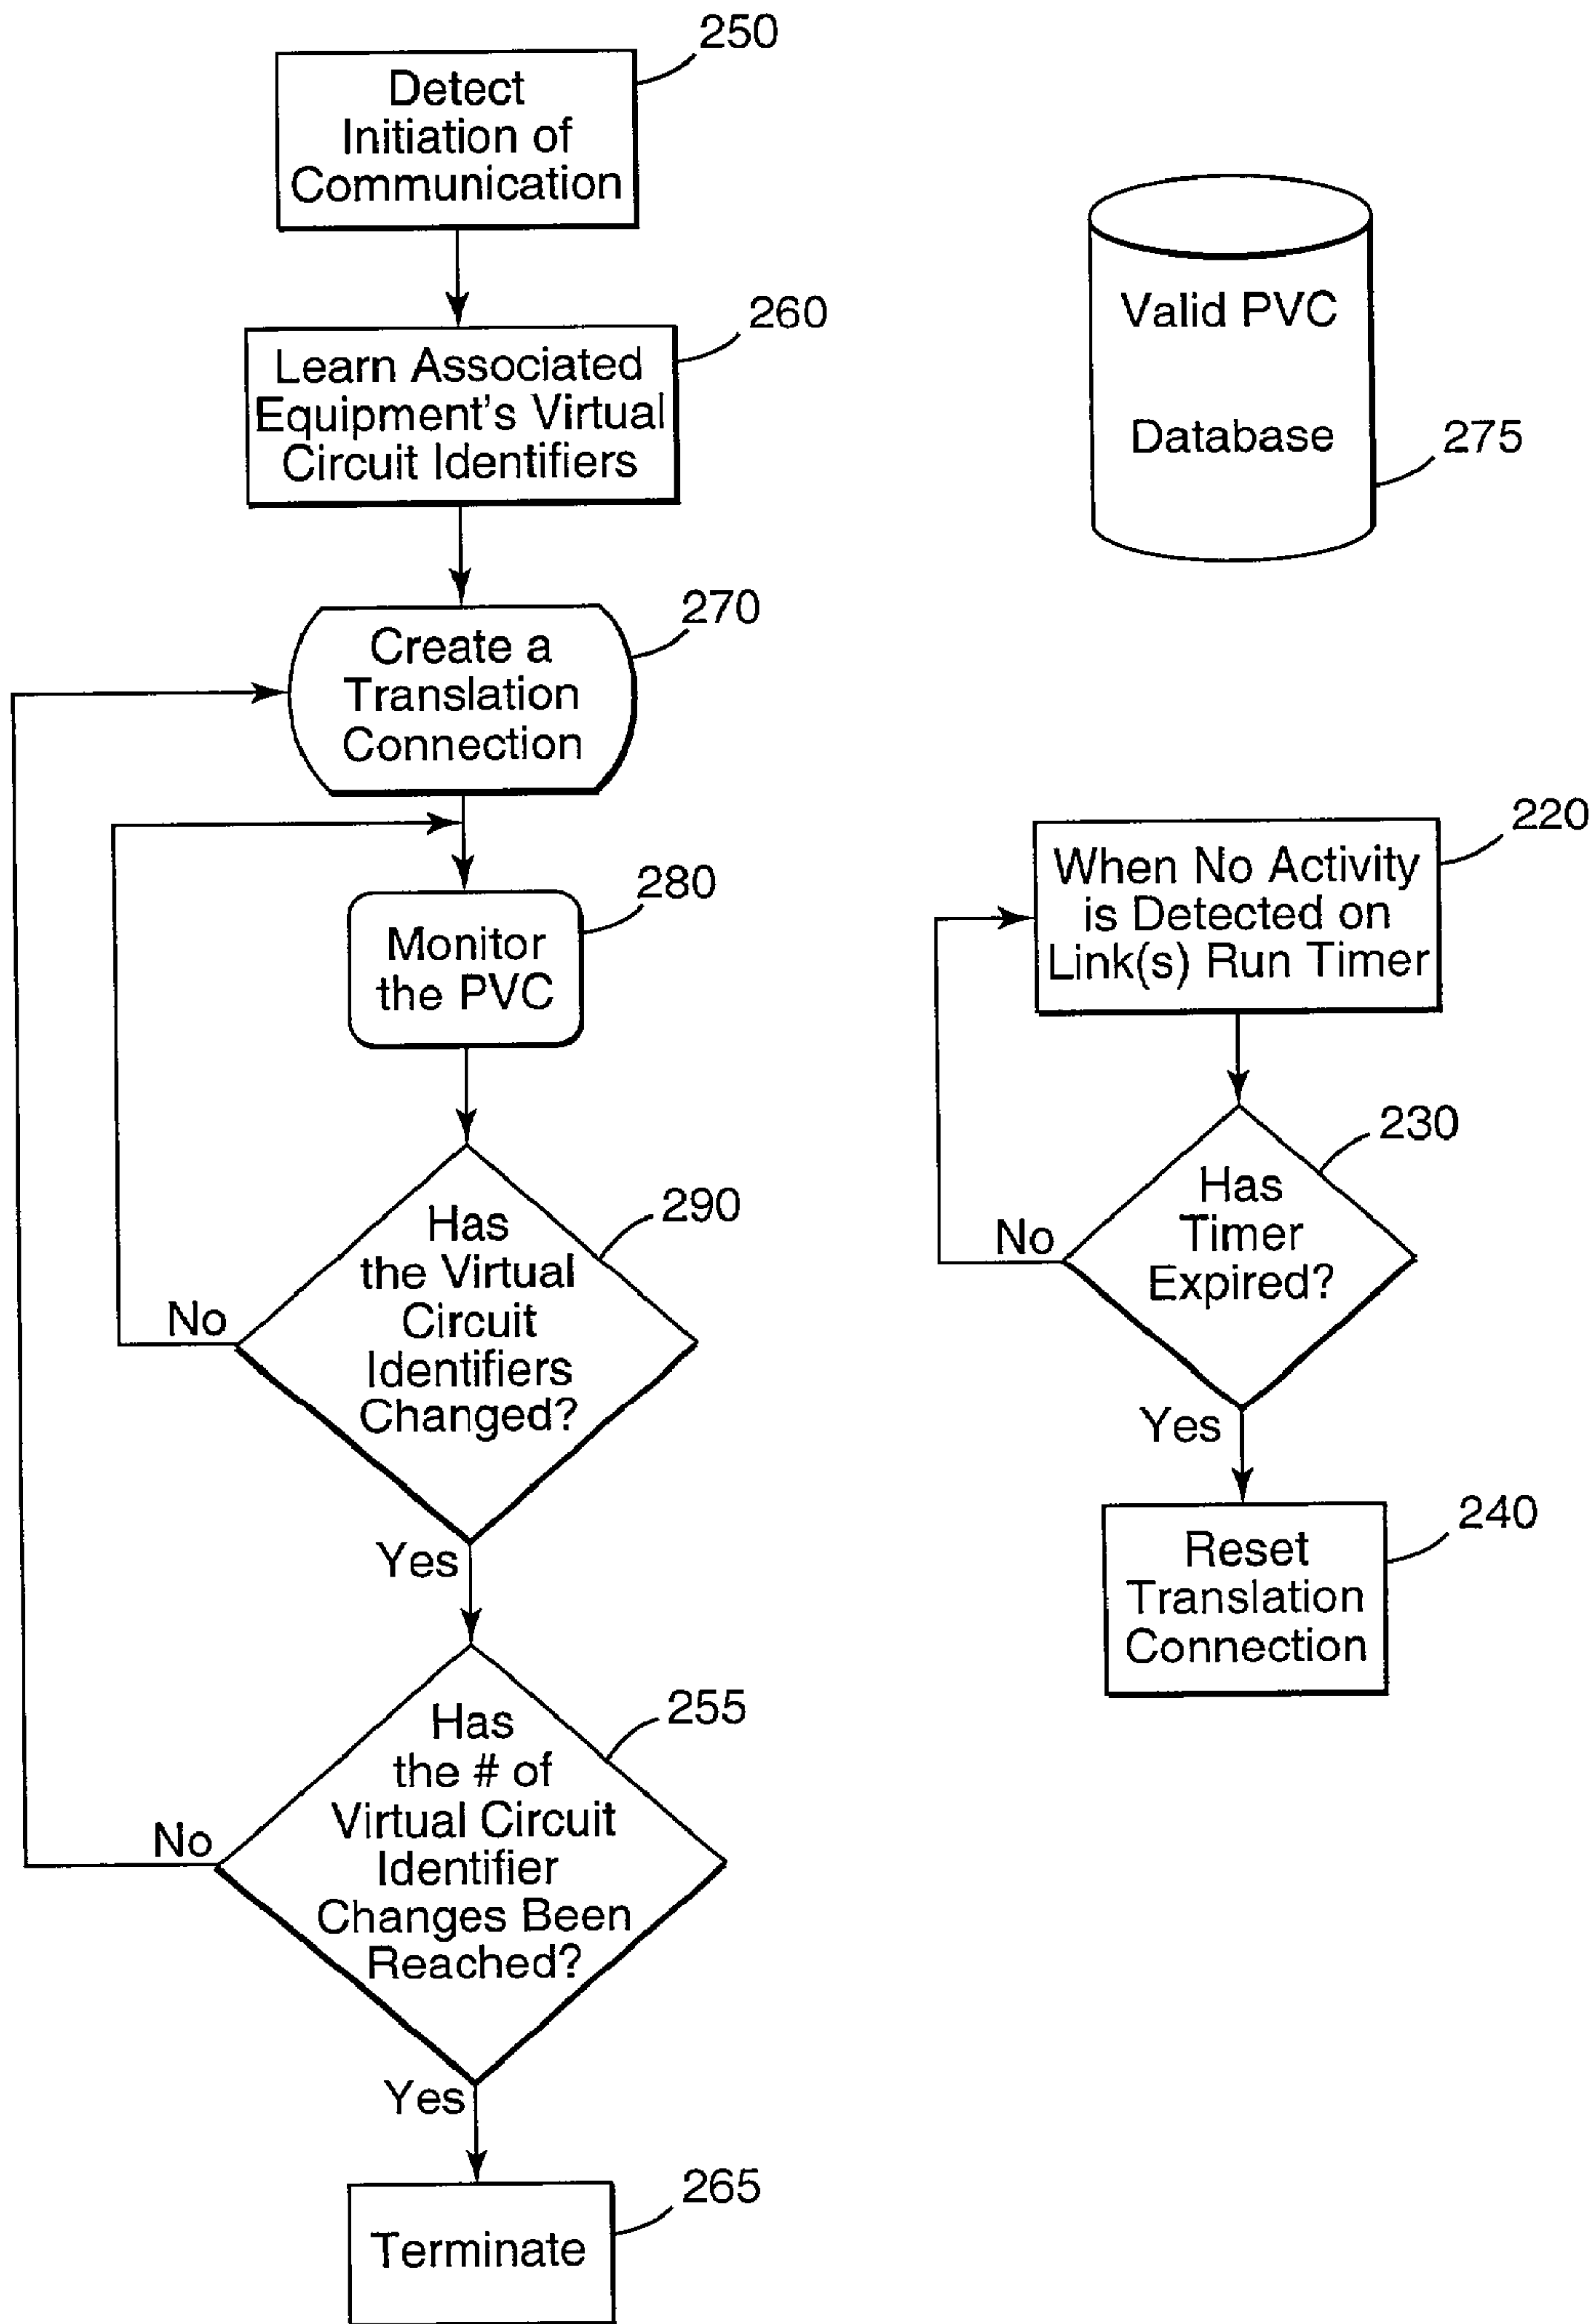 250
Detect
Initiation of
Communication
260
Learn Associated
Equipment's Virtual
Circuit Identifiers
270
Create a
Translation
Connection
280
Monitor
the PVC
290
Has
the Virtual
Circuit
Identifiers
Changed?
No
Yes
255
Has
the # of
Virtual Circuit
Identifier
Changes Been
Reached?
No
Yes
265
Terminate
Valid PVC
Database
275
220
When No Activity
is Detected on
Link(s) Run Timer
230
Has
Timer
Expired?
No
Yes
240
Reset
Translation
Connection